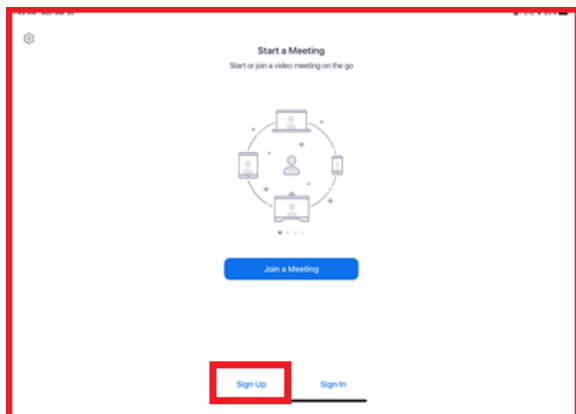 Start a Meeting
Start or join a video meeting on the go
Join a Meeting
Sign Up
Sign In